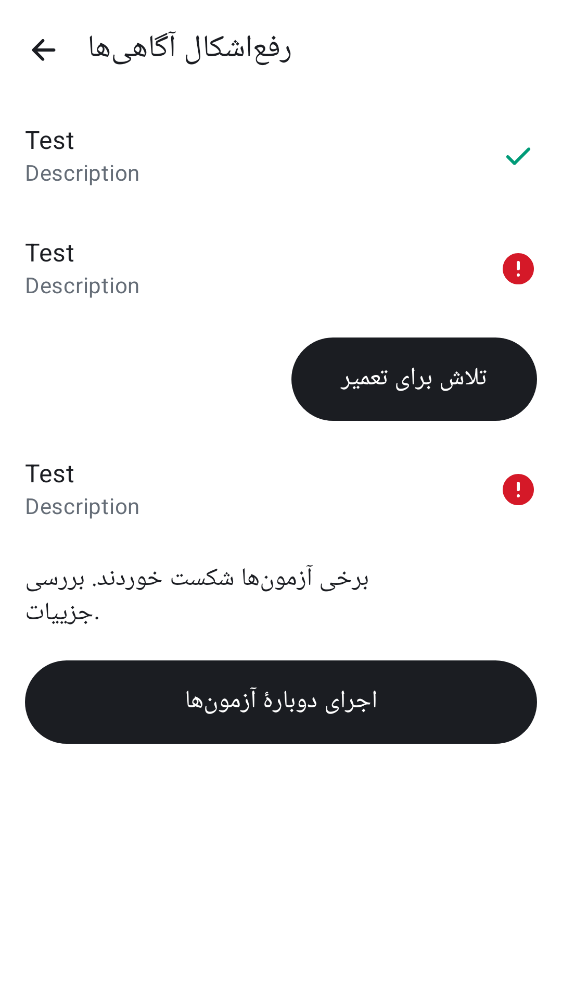 رفع‌اشکال آگاهی‌ها
Test
Description
Test
Description
تلاش برای تعمیر
Test
Description
برخی آزمون‌ها شکست خوردند. بررسی
جزییات.
اجرای دوبارهٔ آزمون‌ها